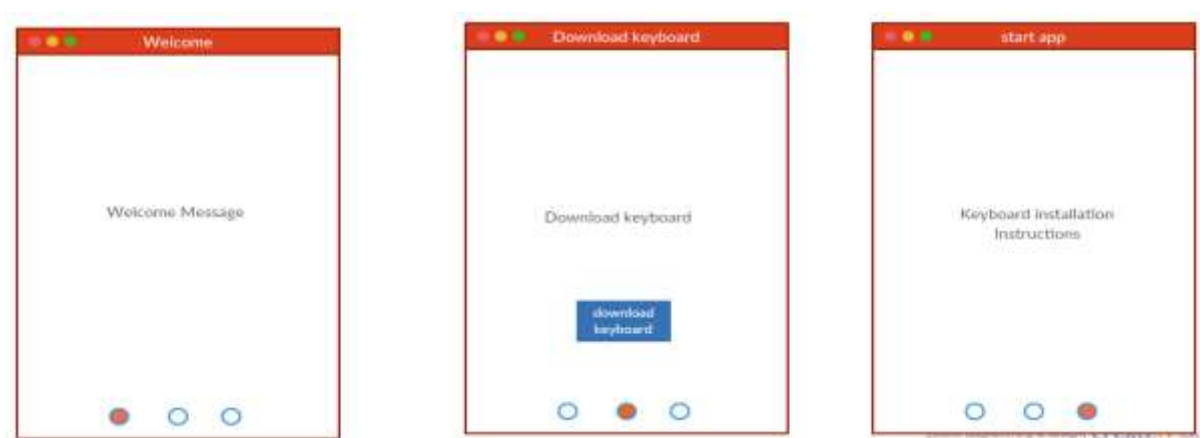 Welcome
Welcome Message
Download keyboard
Download keyboard
download
keyboard
start app
Keyboard installation
Instructions